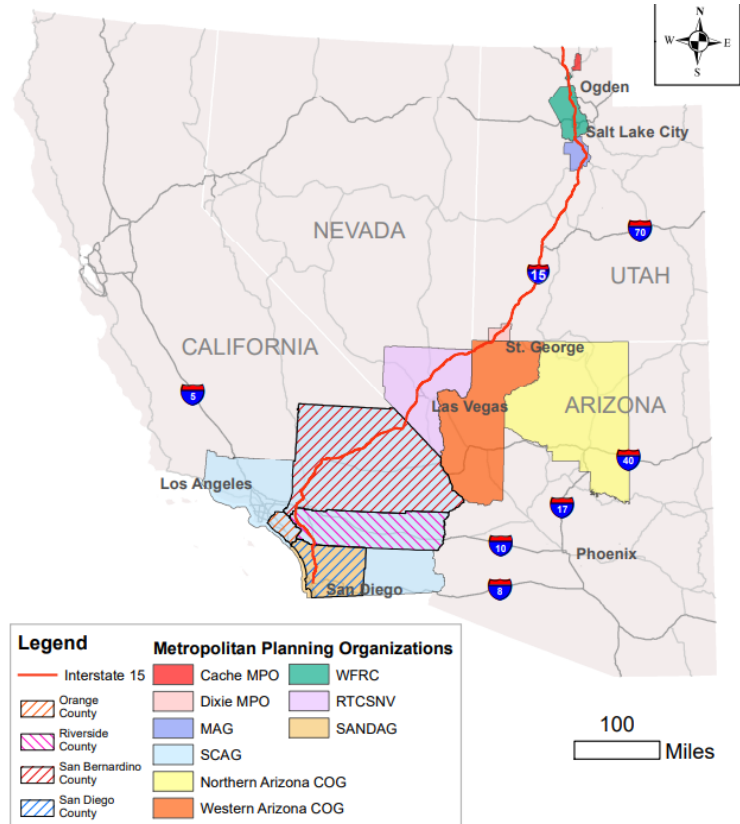 N
W E
S
Ogden
Salt Lake City
NEVADA
70
15
UTAH
CALIFORNIA
St. George
5
Las Vegas
ARIZONA
40
Los Angeles
17
10
Phoenix
8
San Diego
Legend
Interstate 15
Orange
County
Riverside
County
San Bernardino
County
San Diego
County
Metropolitan Planning Organizations
Cache MPO
WFRC
Dixie MPO
RTCSNV
MAG
SANDAG
SCAG
Northern Arizona COG
Western Arizona COG
100
Miles